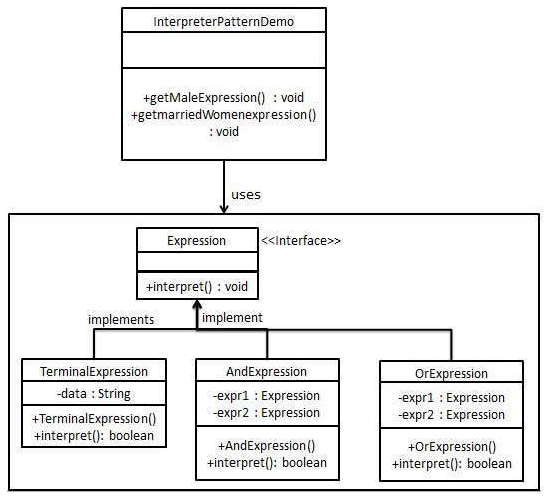 InterpreterPatternDemo
+getMaleExpression() : void
+getmarriedWomenexpression()
: void
uses
Expression
<<Interface>>
+interpret() : void
implements
implement
TerminalExpression
-data : String
+TerminalExpression()
+interpret(): boolean
AndExpression
-expr1 : Expression
-expr2 : Expression
+AndExpression()
+interpret(): boolean
OrExpression
-expr1 : Expression
-expr2 : Expression
+OrExpression()
+interpret(): boolean